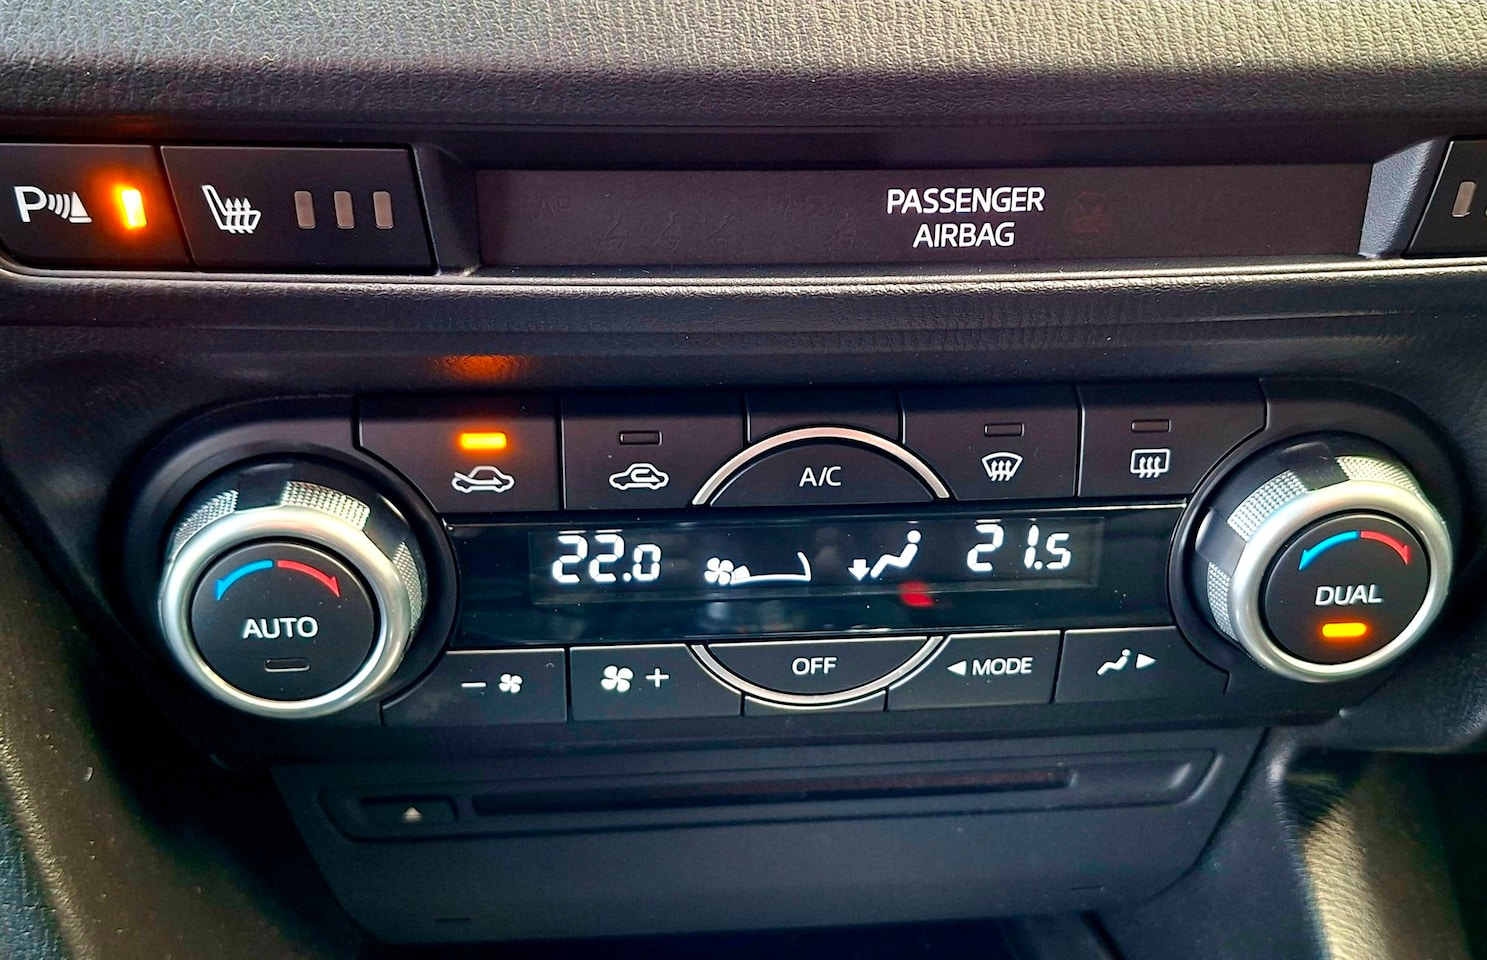 P
PASSENGER
AIRBAG
A/C
22.0
21.5
AUTO
DUAL
-
+
OFF
◄MODE